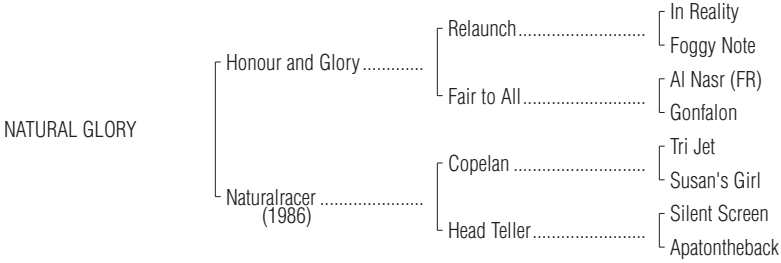 In Reality
Relaunch..........................
Foggy Note
Honour and Glory............
Al Nasr (FR)
Fair to All.........................
Gonfalon
NATURAL GLORY
Tri Jet
Copelan ...........................
Susan's Girl
Naturalracer .....................
(1986)
Silent Screen
Head Teller.......................
Apatontheback